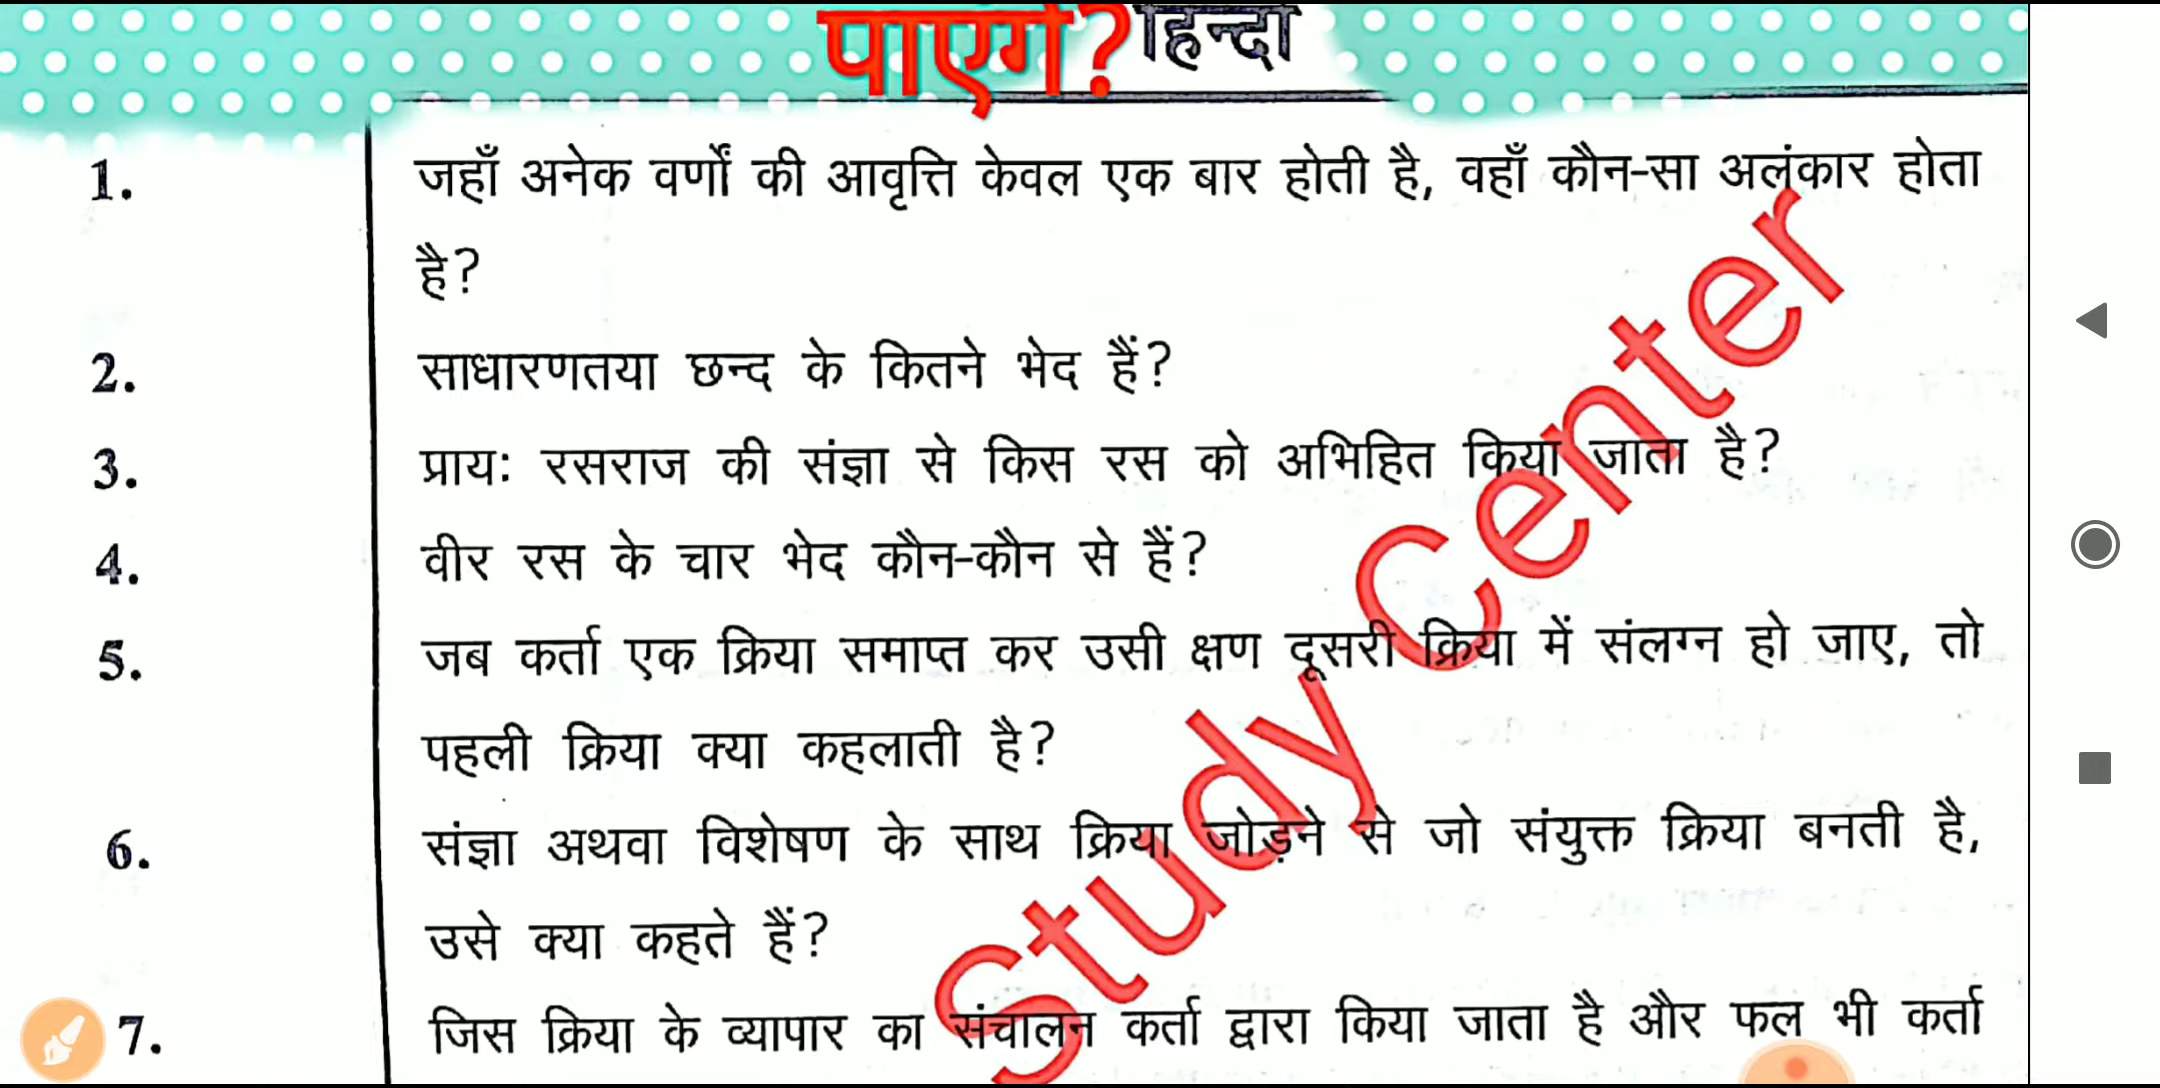 पाएंगे? हिन्दी
1. जहाँ अनेक वर्णों की आवृत्ति केवल एक बार होती है, वहाँ कौन-सा अलंकार होता
है?
2. साधारणतया छन्द के कितने भेद हैं?
3. प्रायः रसराज की संज्ञा से किस रस को अभिहित किया जाता है?
4. वीर रस के चार भेद कौन-कौन से हैं?
5. जब कर्ता एक क्रिया समाप्त कर उसी क्षण दूसरी क्रिया में संलग्न हो जाए, तो
पहली क्रिया क्या कहलाती है?
6. संज्ञा अथवा विशेषण के साथ क्रिया जोड़ने से जो संयुक्त क्रिया बनती है,
उसे क्या कहते हैं?
7. जिस क्रिया के व्यापार का संचालन कर्ता द्वारा किया जाता है और फल भी कर्ता
Study Center